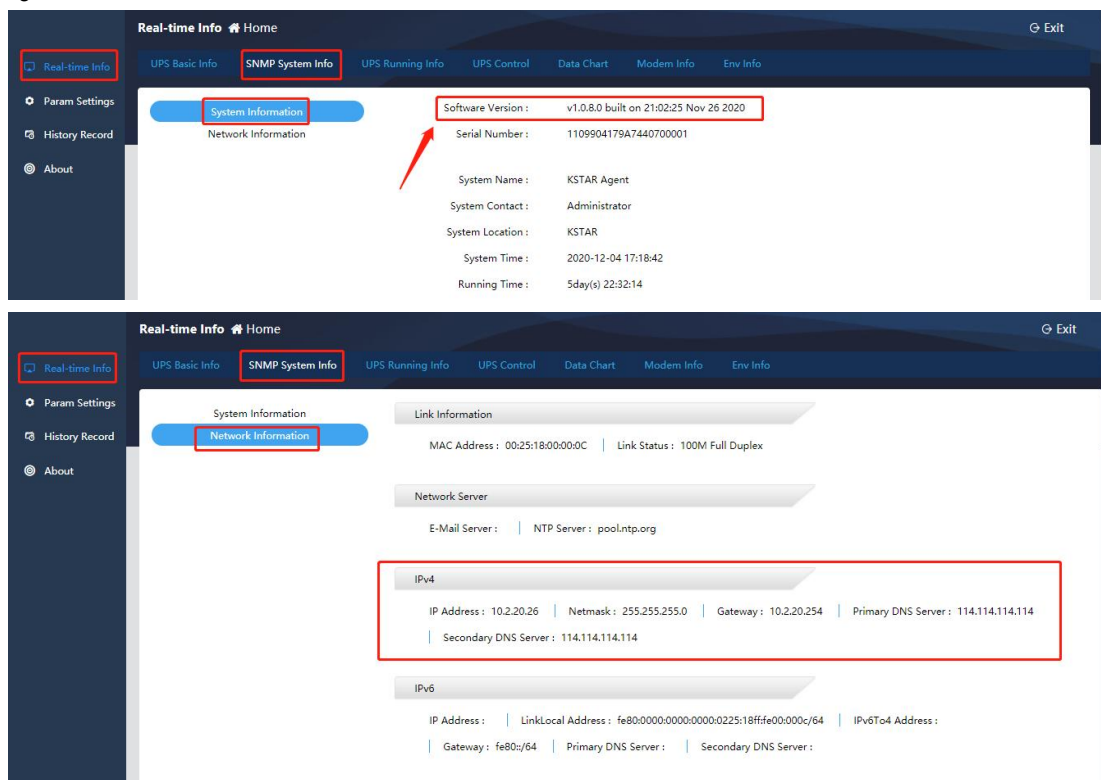 Real-time Info Home Exit
Real-time Info UPS Basic Info SNMP System Info UPS Running Info UPS Control Data Chart Modem Info Env Info
Param Settings System Information Software Version : v1.0.8.0 built on 21:02:25 Nov 26 2020
History Record Network Information Serial Number : 1109904179A7440700001
About System Name : KSTAR Agent
System Contact : Administrator
System Location : KSTAR
System Time : 2020-12-04 17:18:42
Running Time : 5day(s) 22:32:14
Real-time Info Home Exit
Real-time Info UPS Basic Info SNMP System Info UPS Running Info UPS Control Data Chart Modem Info Env Info
Param Settings System Information Link Information
History Record Network Information MAC Address : 00:25:18:00:00:0C Link Status : 100M Full Duplex
About
Network Server
E-Mail Server : NTP Server : pool.ntp.org
IPv4
IP Address : 10.2.20.26 Netmask : 255.255.255.0 Gateway : 10.2.20.254 Primary DNS Server : 114.114.114.114
Secondary DNS Server : 114.114.114.114
IPv6
IP Address : LinkLocal Address : fe80:0000:0000:0000:0225:18ff:fe00:000c/64 IPv6To4 Address :
Gateway : fe80::/64 Primary DNS Server : Secondary DNS Server :